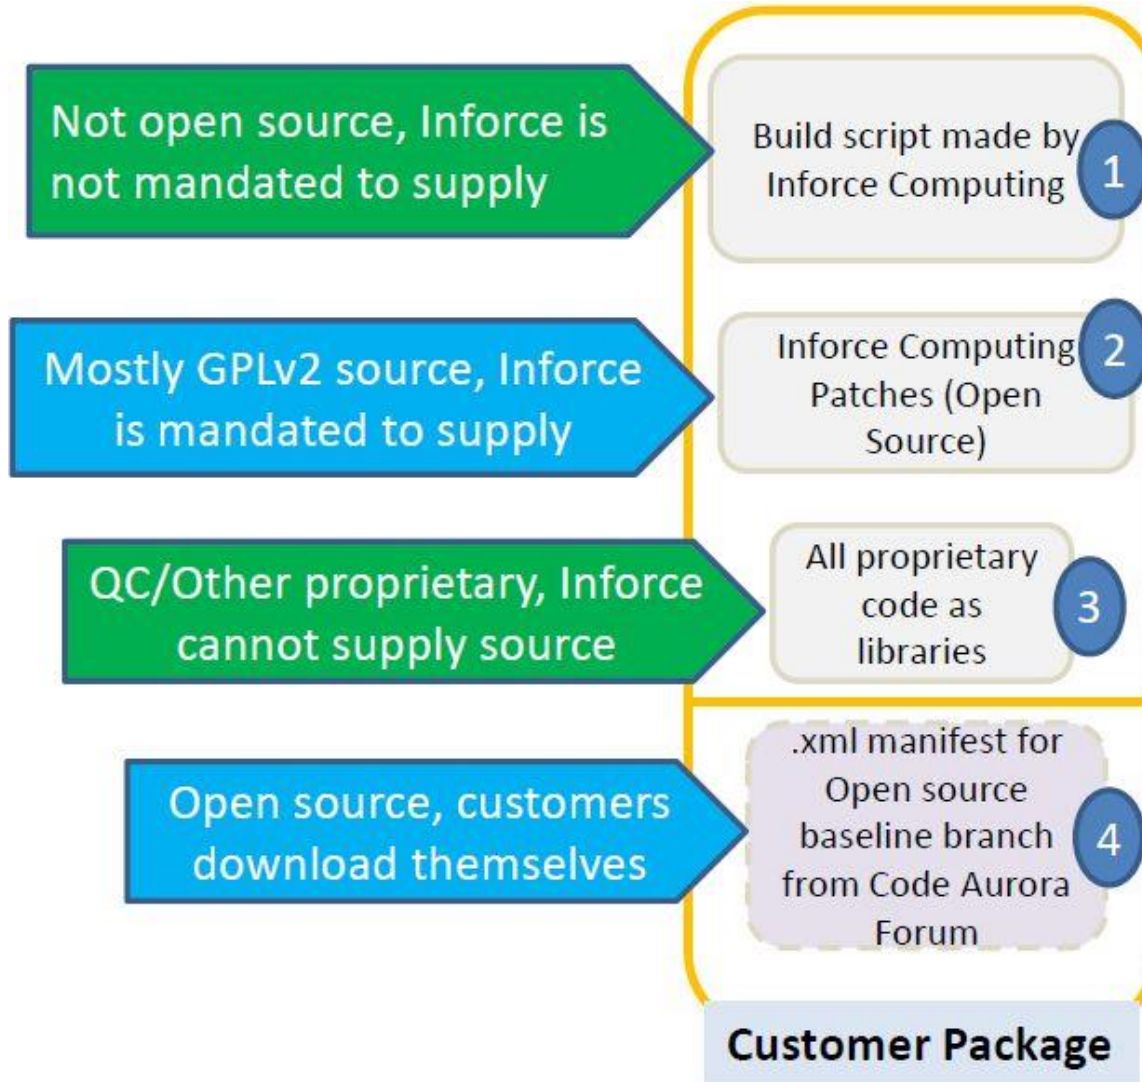 Not open source, Inforce is
not mandated to supply
Build script made by
Inforce Computing
1
Mostly GPLv2 source, Inforce
is mandated to supply
Inforce Computing
Patches (Open
Source)
2
QC/Other proprietary, Inforce
cannot supply source
All proprietary
code as
libraries
3
Open source, customers
download themselves
.xml manifest for
Open source
baseline branch
from Code Aurora
Forum
4
Customer Package